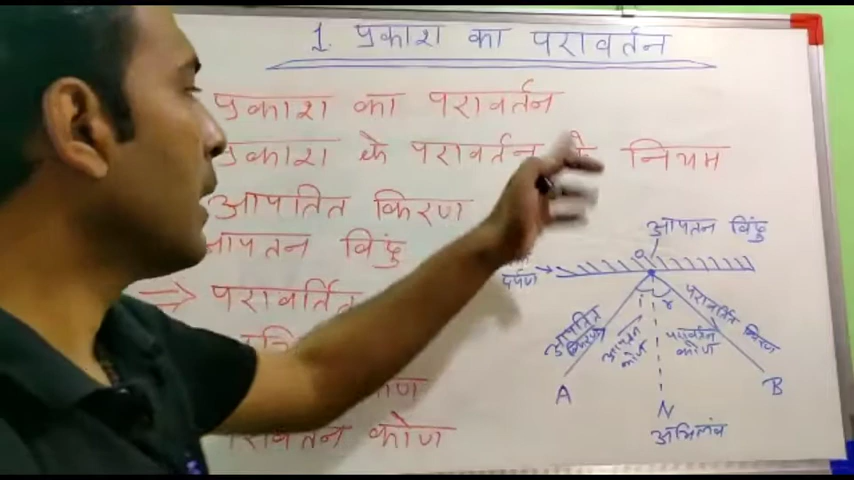 1. प्रकाश का परावर्तन
प्रकाश का परावर्तन
प्रकाश के परावर्तन के नियम
आपतित किरण
आपतन बिंदु
⇒ परावर्तित
कोण
परावर्तन कोण
आपतन बिंदु
O
दर्पण
i r
आपतित किरण
आपतन कोण
परावर्तन कोण
परावर्तित किरण
A
N
B
अभिलंब